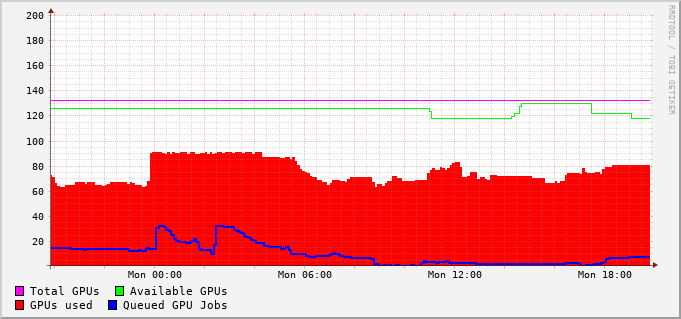 200
180
160
140
120
100
80
60
40
20
Mon 00:00 Mon 06:00 Mon 12:00 Mon 18:00
Total GPUs Available GPUs
GPUs used Queued GPU Jobs
RRDTOOL / TOBI OETIKER